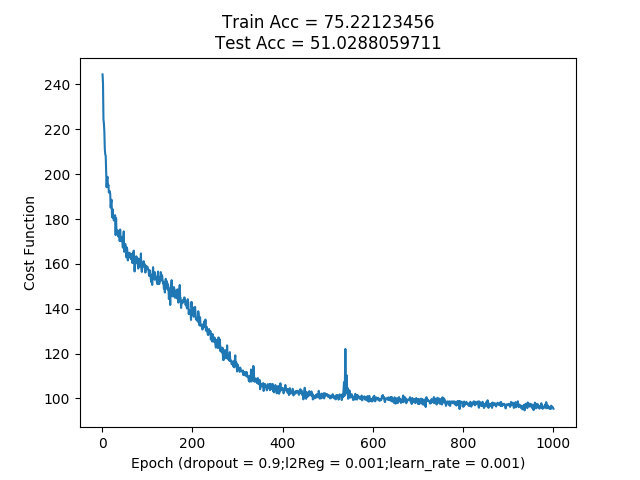 Train Acc = 75.22123456
Test Acc = 51.0288059711
240
220
200
180
160
140
120
100
Cost Function
0 200 400 600 800 1000
Epoch (dropout = 0.9;l2Reg = 0.001;learn_rate = 0.001)